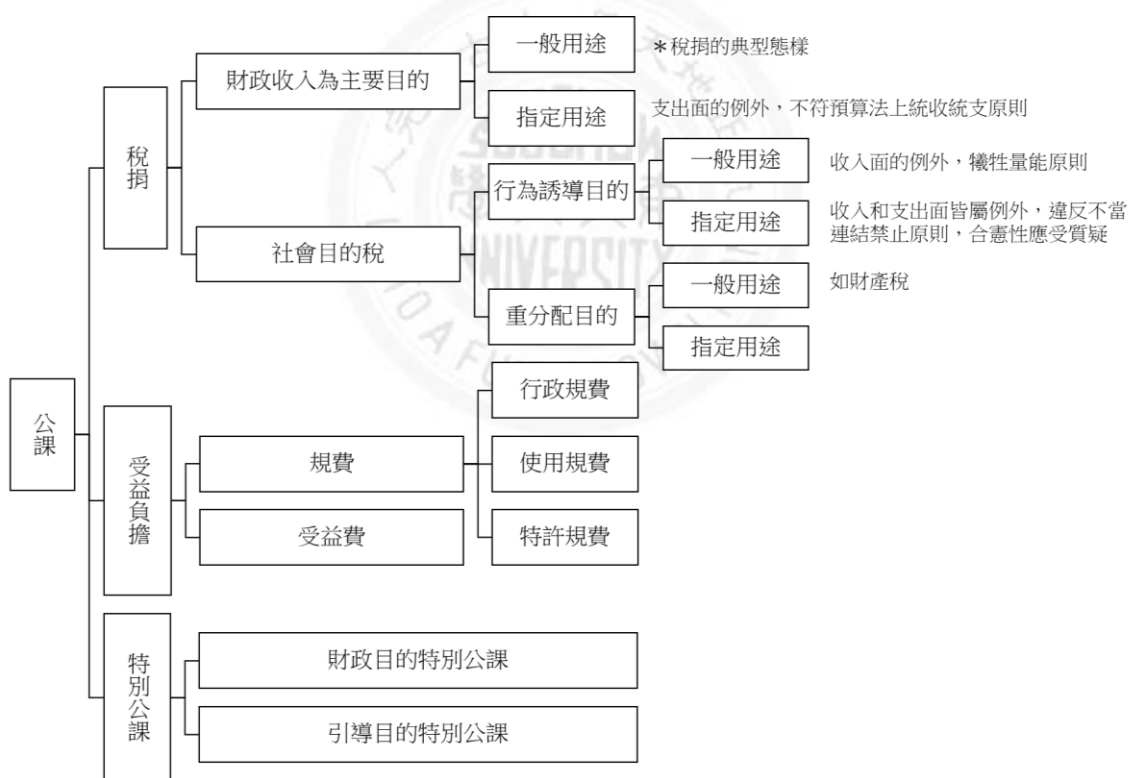 一般用途
＊稅捐的典型態樣
財政收入為主要目的
指定用途
支出面的例外，不符預算法上統收統支原則
稅捐
一般用途
收入面的例外，犧牲量能原則
行為誘導目的
指定用途
收入和支出面皆屬例外，違反不當
連結禁止原則，合憲性應受質疑
社會目的稅
一般用途
如財產稅
重分配目的
指定用途
公課
行政規費
受益負擔
規費
使用規費
受益費
特許規費
特別公課
財政目的特別公課
引導目的特別公課
UNIVERSITY